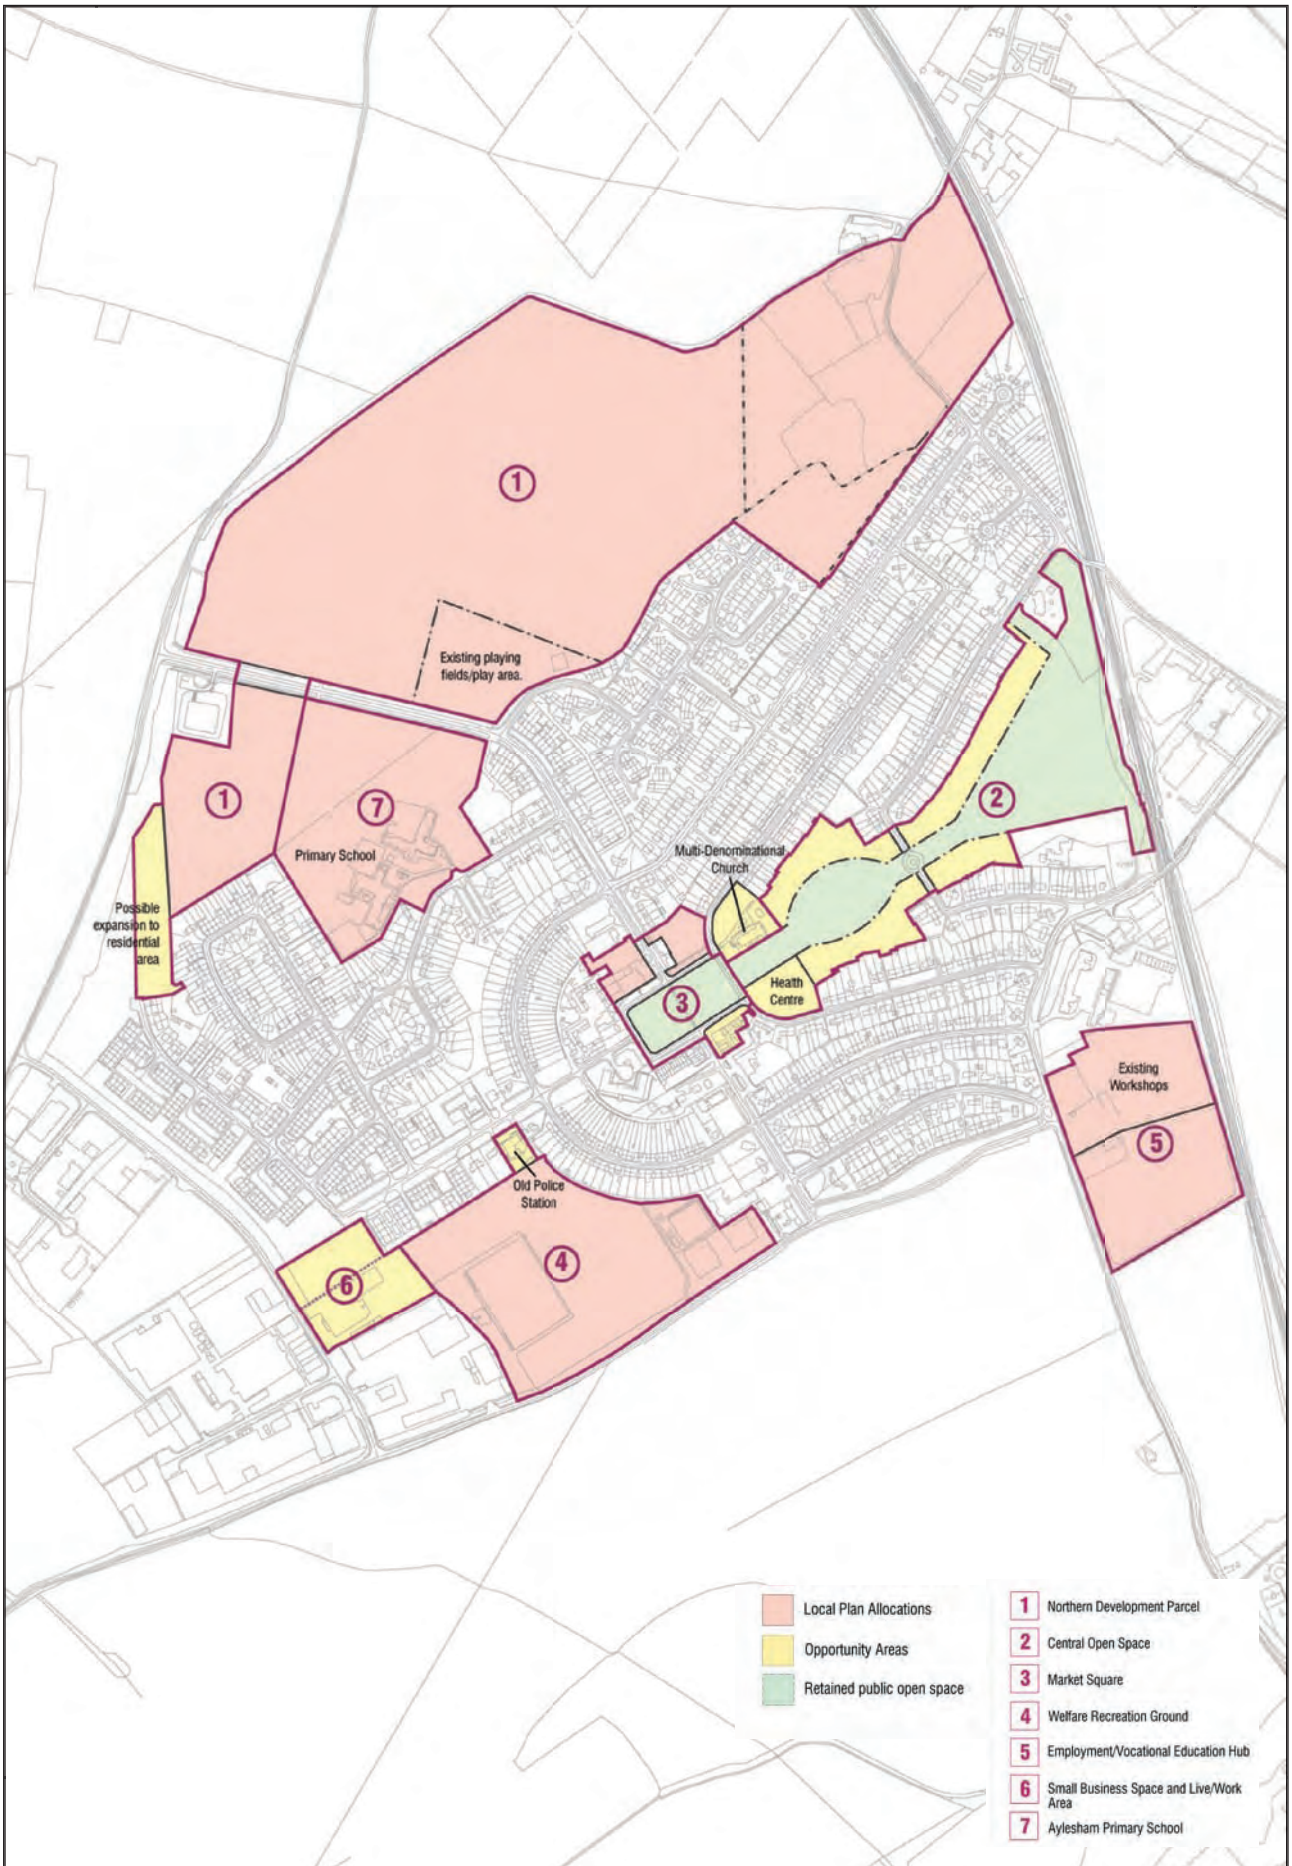 1
Existing playing
fields/play area.
1
7
Primary School
2
Multi-Denominational
Church
Possible
expansion to
residential
area
Health
Centre
3
Existing
Workshops
5
Old Police
Station
4
6
Local Plan Allocations
Opportunity Areas
Retained public open space
1 Northern Development Parcel
2 Central Open Space
3 Market Square
4 Welfare Recreation Ground
5 Employment/Vocational Education Hub
6 Small Business Space and Live/Work
Area
7 Aylesham Primary School